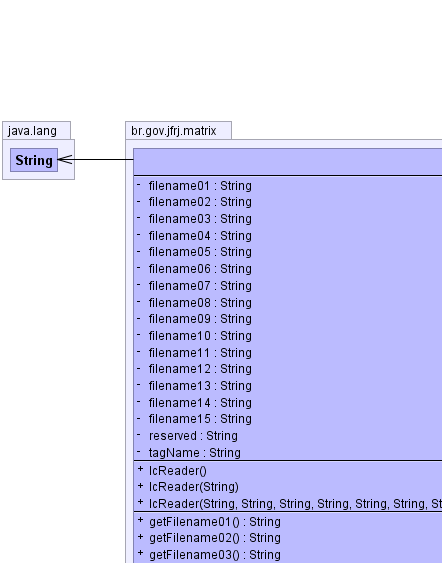 java.lang
br.gov.jfrj.matrix
String
- filename01 : String
- filename02 : String
- filename03 : String
- filename04 : String
- filename05 : String
- filename06 : String
- filename07 : String
- filename08 : String
- filename09 : String
- filename10 : String
- filename11 : String
- filename12 : String
- filename13 : String
- filename14 : String
- filename15 : String
- reserved : String
- tagName : String
+ IcReader()
+ IcReader(String)
+ IcReader(String, String, String, String, String, String, St
+ getFilename01() : String
+ getFilename02() : String
+ getFilename03() : String